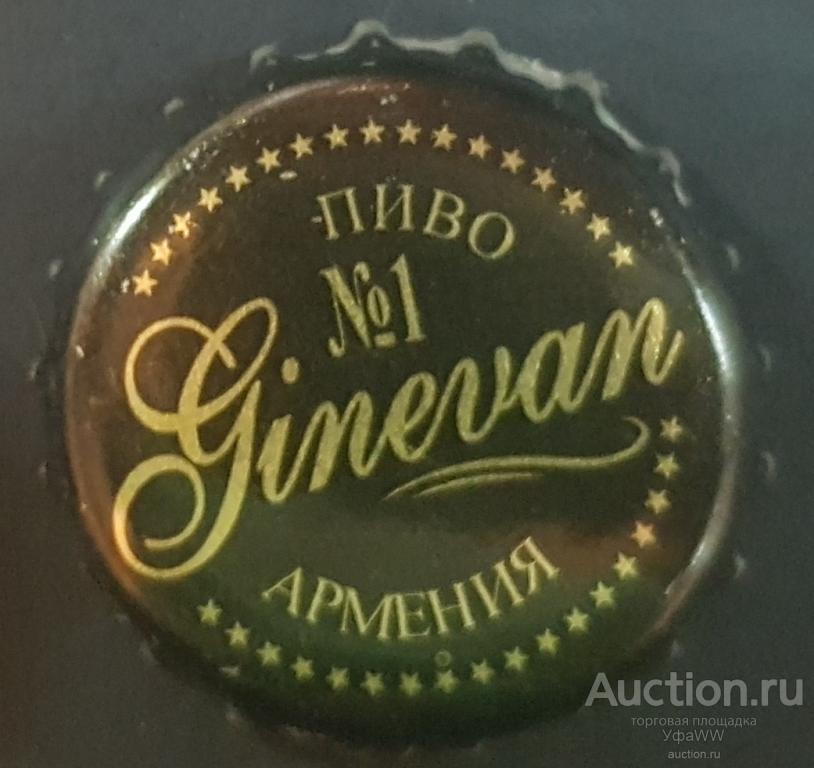 ПИВО
№1
Ginevan
АРМЕНИЯ
Auction.ru
торговая площадка
УфаWW
auction.ru